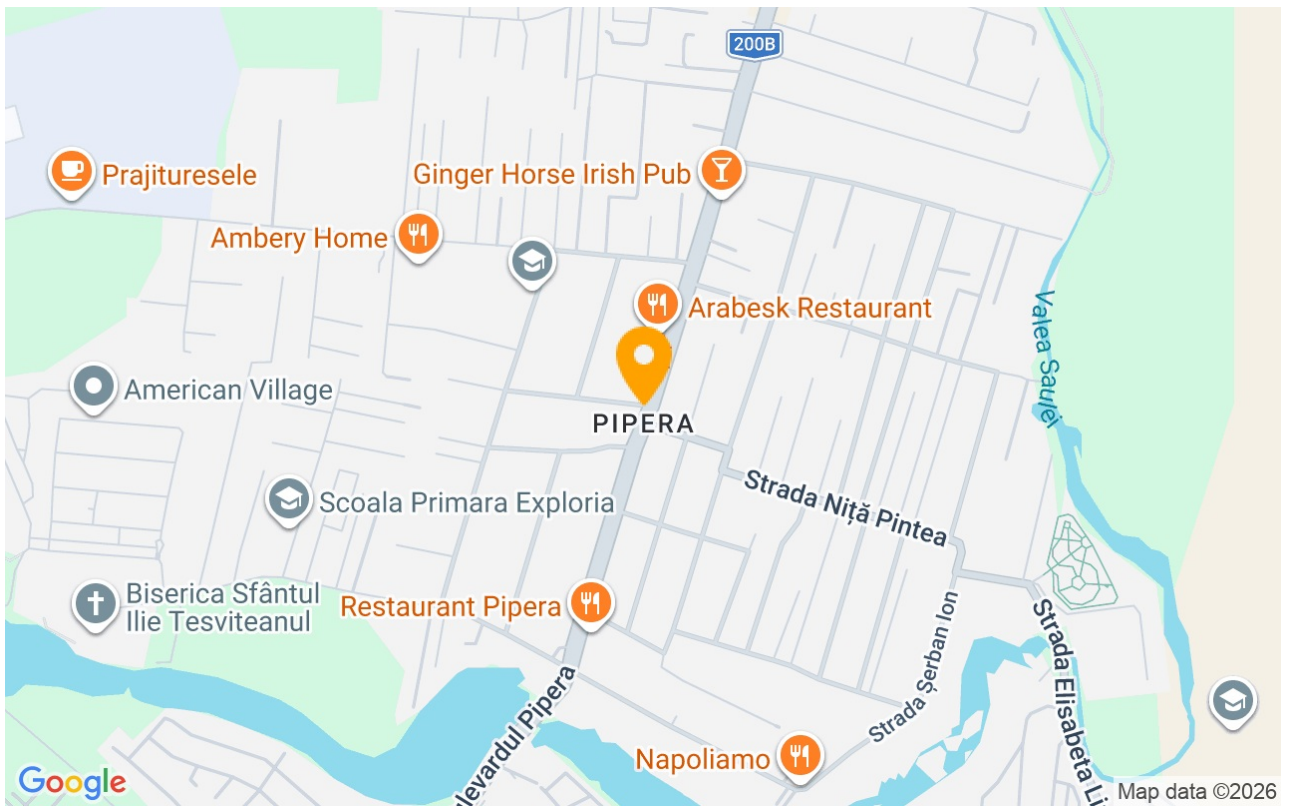 200B
Prajituresele
Ginger Horse Irish Pub
Ambery Home
Arabesk Restaurant
Valea Saulei
American Village
PIPERA
Strada Niță Pintea
Scoala Primara Exploria
Biserica Sfântul
Ilie Tesviteanul
Restaurant Pipera
Strada Șerban Ion
Strada Elisabeta Li
levardul Pipera
Napoliamo
Google
Map data ©2026